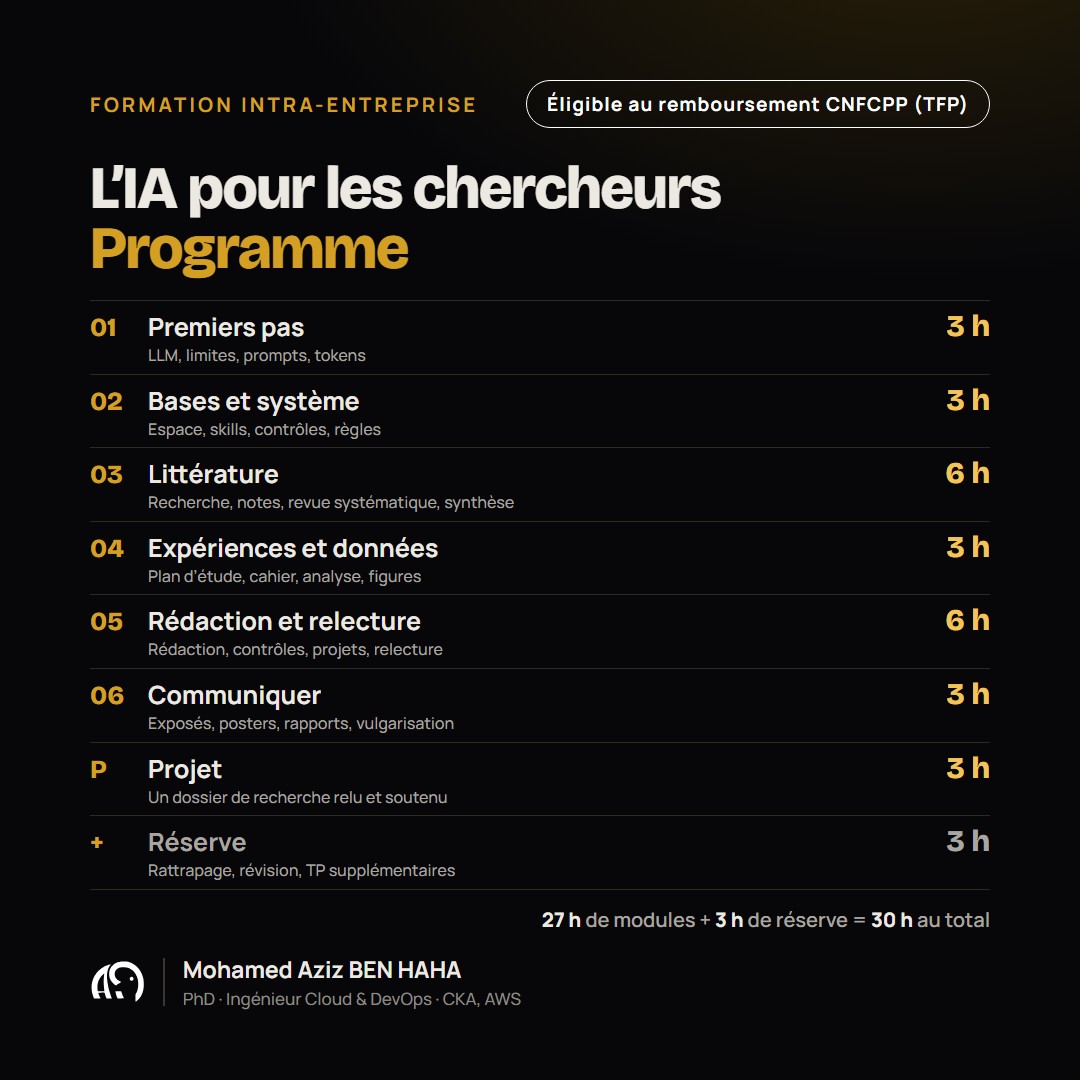 FORMATION INTRA-ENTREPRISE
Éligible au remboursement CNFCPP (TFP)
L’IA pour les chercheurs
Programme
01 Premiers pas 3 h
LLM, limites, prompts, tokens
02 Bases et système 3 h
Espace, skills, contrôles, règles
03 Littérature 6 h
Recherche, notes, revue systématique, synthèse
04 Expériences et données 3 h
Plan d’étude, cahier, analyse, figures
05 Rédaction et relecture 6 h
Rédaction, contrôles, projets, relecture
06 Communiquer 3 h
Exposés, posters, rapports, vulgarisation
P Projet 3 h
Un dossier de recherche relu et soutenu
+ Réserve 3 h
Rattrapage, révision, TP supplémentaires
27 h de modules + 3 h de réserve = 30 h au total
Mohamed Aziz BEN HAHA
PhD · Ingénieur Cloud & DevOps · CKA, AWS